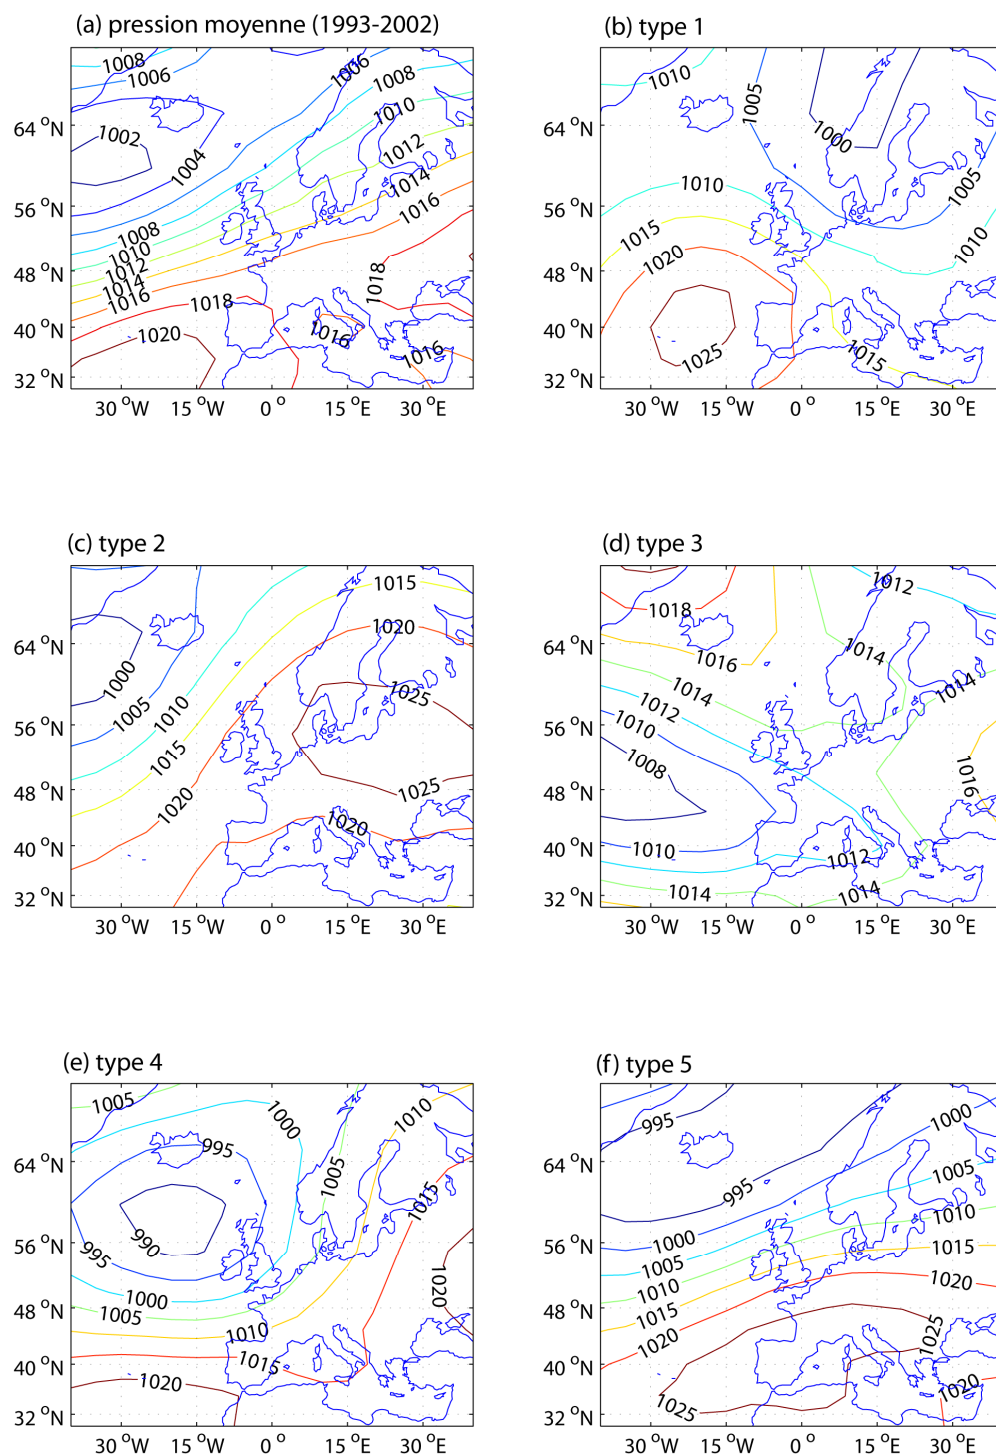 (a) pression moyenne (1993-2002)
1008
1006
1006
1008
1010
1002
1004
1012
1014
1016
1008
1010
1012
1014
1016
1018
1018
1020
1016
1016
64 °N
56 °N
48 °N
40 °N
32 °N
30 °W 15 °W 0 ° 15 °E 30 °E
(b) type 1
1010
1005
1000
1005
1010
1010
1015
1020
1025
1015
64 °N
56 °N
48 °N
40 °N
32 °N
30 °W 15 °W 0 ° 15 °E 30 °E
(c) type 2
1015
1020
1000
1005
1010
1015
1020
1025
1025
1020
64 °N
56 °N
48 °N
40 °N
32 °N
30 °W 15 °W 0 ° 15 °E 30 °E
(d) type 3
1012
1018
1016
1014
1014
1014
1012
1010
1008
1016
1010
1012
1014
1014
64 °N
56 °N
48 °N
40 °N
32 °N
30 °W 15 °W 0 ° 15 °E 30 °E
(e) type 4
1005
1000
1010
995
1005
1015
990
995
1000
1005
1010
1020
1015
1020
64 °N
56 °N
48 °N
40 °N
32 °N
30 °W 15 °W 0 ° 15 °E 30 °E
(f) type 5
995
1000
1005
995
1010
1000
1005
1015
1010
1020
1015
1020
1025
1025
1020
64 °N
56 °N
48 °N
40 °N
32 °N
30 °W 15 °W 0 ° 15 °E 30 °E